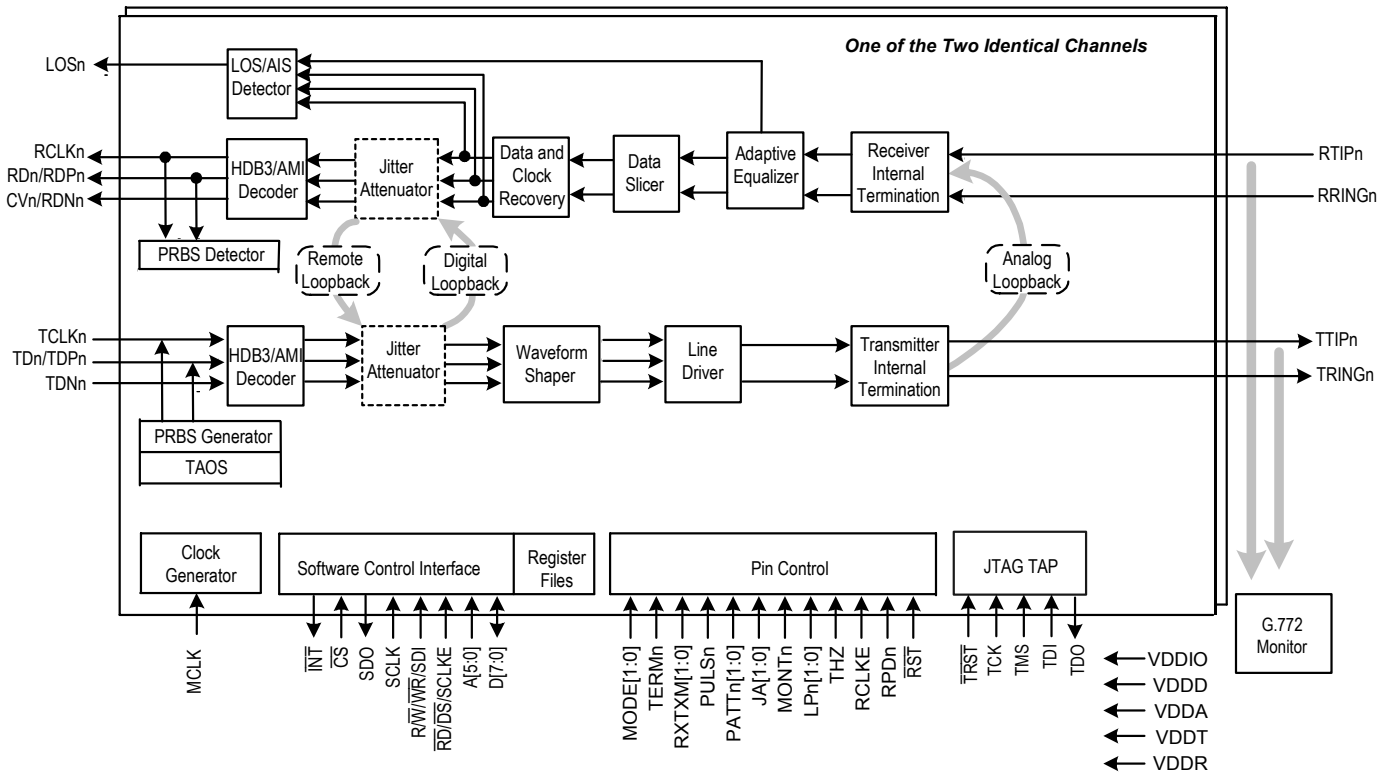 One of the Two Identical Channels
LOSn
LOS/AIS
Detector
RCLKn
RDn/RDPn
CVn/RDNn
HDB3/AMI
Decoder
Jitter
Attenuator
Data and
Clock
Recovery
Data
Slicer
Adaptive
Equalizer
Receiver
Internal
Termination
RTIPn
RRINGn
PRBS Detector
Remote
Loopback
Digital
Loopback
Analog
Loopback
TCLKn
TDn/TDPn
TDNn
HDB3/AMI
Decoder
Jitter
Attenuator
Waveform
Shaper
Line
Driver
Transmitter
Internal
Termination
TTIPn
TRINGn
PRBS Generator
TAOS
Clock
Generator
Software Control Interface
Register
Files
Pin Control
JTAG TAP
G.772
Monitor
MCLK
INT
CS
SDO
SCLK
R/W/WR/SDI
RD/DS/SCLKE
A[5:0]
D[7:0]
MODE[1:0]
TERMn
RXTXM[1:0]
PULSn
PATTn[1:0]
JA[1:0]
MONTn
LPn[1:0]
THZ
RCLKE
RPDn
RST
TRST
TCK
TMS
TDI
TDO
VDDIO
VDDD
VDDA
VDDT
VDDR